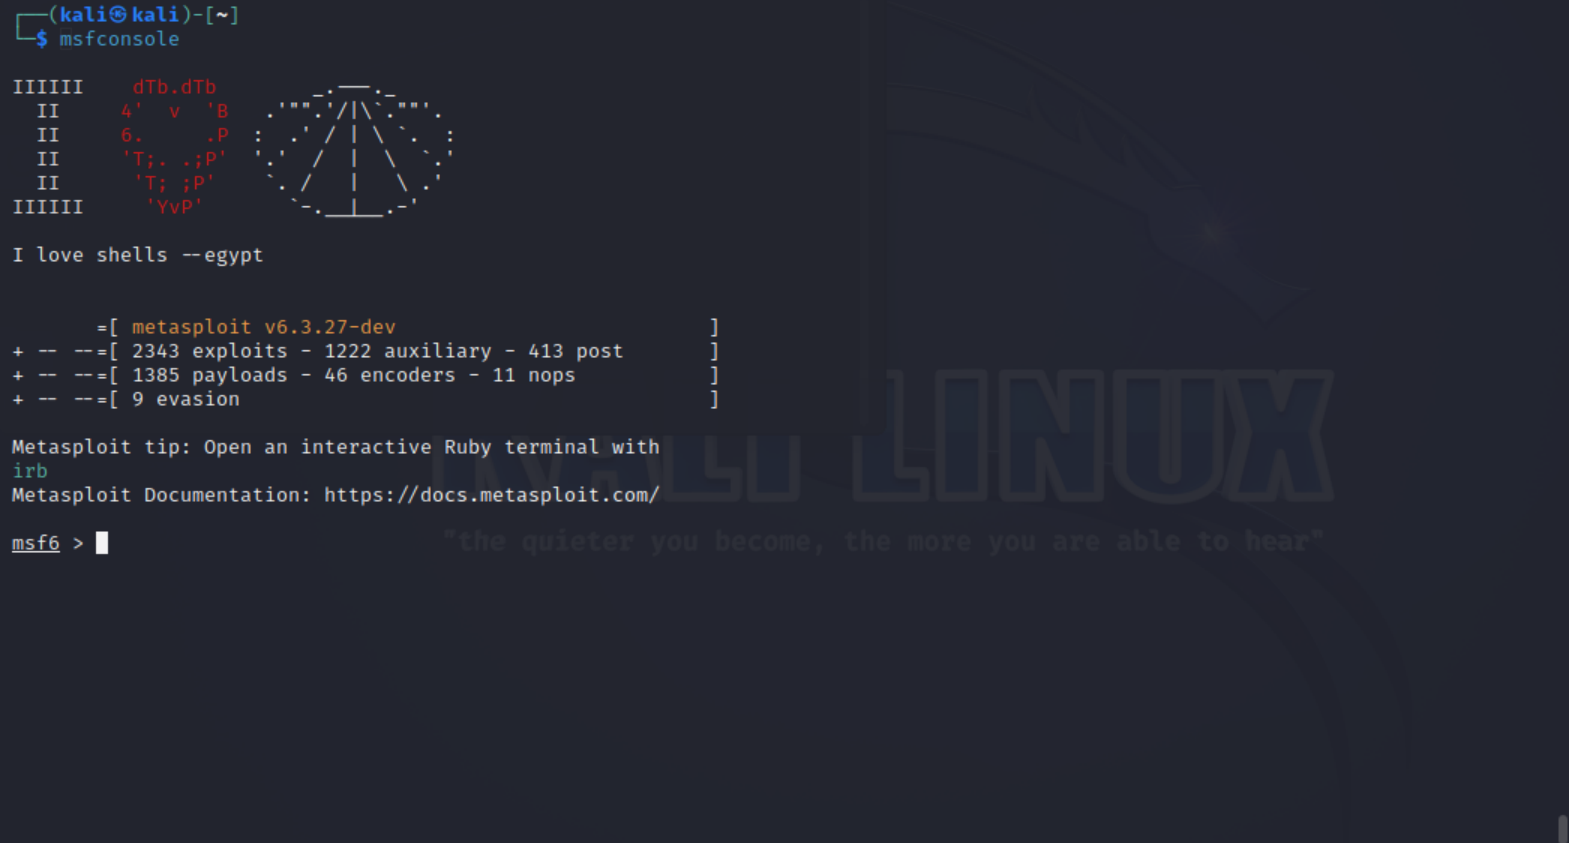 ┌──(kali㉿kali)-[~]
└─$ msfconsole
IIIIII    dTb.dTb        _.---._
  II     4'  v  'B   .'"".'/|\`.""'.
  II     6.     .P  :  .' / | \ `.  :
  II     'T;. .;P'  '.'  /  |  \  `.'
  II      'T; ;P'    `. /   |   \ .'
IIIIII     'YvP'       `-.__|__.-'
I love shells --egypt
       =[ metasploit v6.3.27-dev                          ]
+ -- --=[ 2343 exploits - 1222 auxiliary - 413 post       ]
+ -- --=[ 1385 payloads - 46 encoders - 11 nops           ]
+ -- --=[ 9 evasion                                       ]
Metasploit tip: Open an interactive Ruby terminal with
irb
Metasploit Documentation: https://docs.metasploit.com/
msf6 >
KALI LINUX
"the quieter you become, the more you are able to hear"